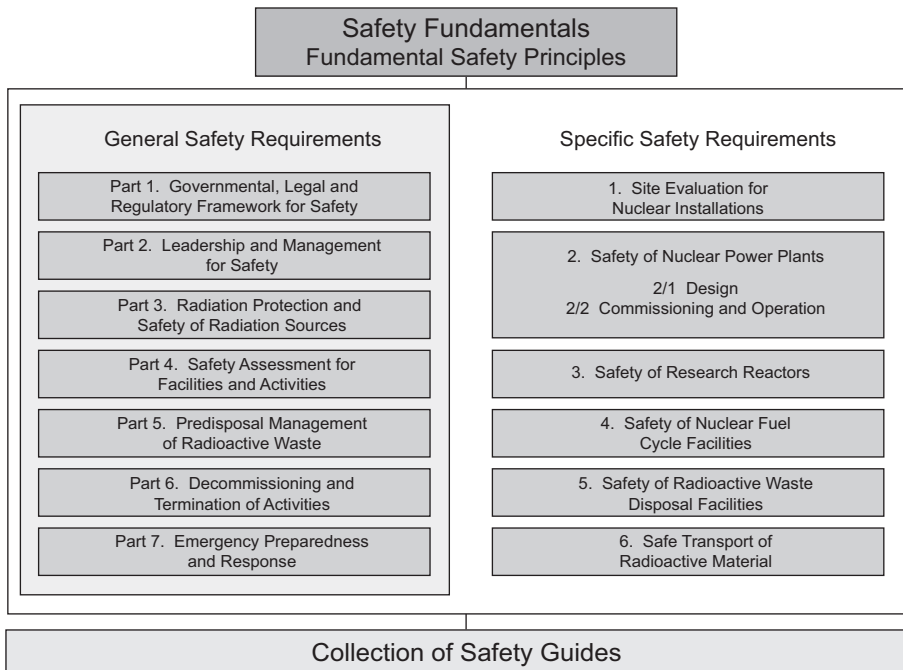 Safety Fundamentals
Fundamental Safety Principles
General Safety Requirements
Part 1. Governmental, Legal and
Regulatory Framework for Safety
Part 2. Leadership and Management
for Safety
Part 3. Radiation Protection and
Safety of Radiation Sources
Part 4. Safety Assessment for
Facilities and Activities
Part 5. Predisposal Management
of Radioactive Waste
Part 6. Decommissioning and
Termination of Activities
Part 7. Emergency Preparedness
and Response
Specific Safety Requirements
1. Site Evaluation for
Nuclear Installations
2. Safety of Nuclear Power Plants
2/1 Design
2/2 Commissioning and Operation
3. Safety of Research Reactors
4. Safety of Nuclear Fuel
Cycle Facilities
5. Safety of Radioactive Waste
Disposal Facilities
6. Safe Transport of
Radioactive Material
Collection of Safety Guides